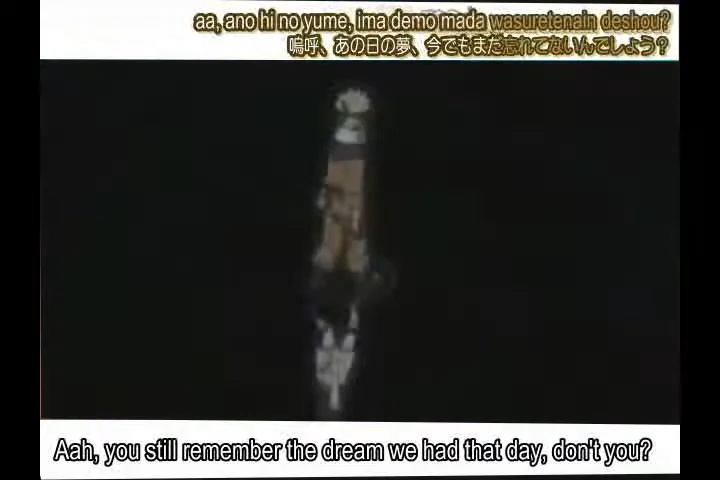 aa, ano hi no yume, ima demo mada wasuretenain deshou?
嗚呼、あの日の夢、今でもまだ忘れてないんでしょう？
Aah, you still remember the dream we had that day, don't you?